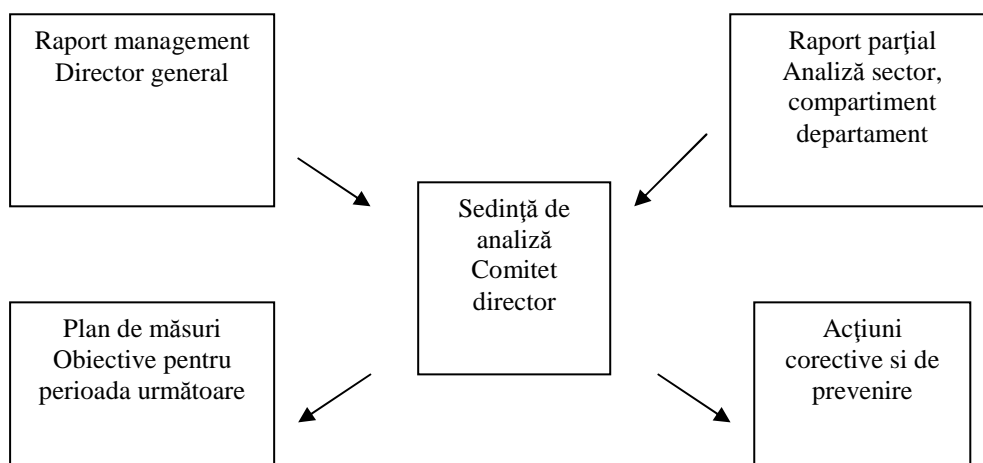 Raport management
Director general
Raport parţial
Analiză sector,
compartiment
departament
Sedinţă de
analiză
Comitet
director
Plan de măsuri
Obiective pentru
perioada următoare
Acţiuni
corective si de
prevenire